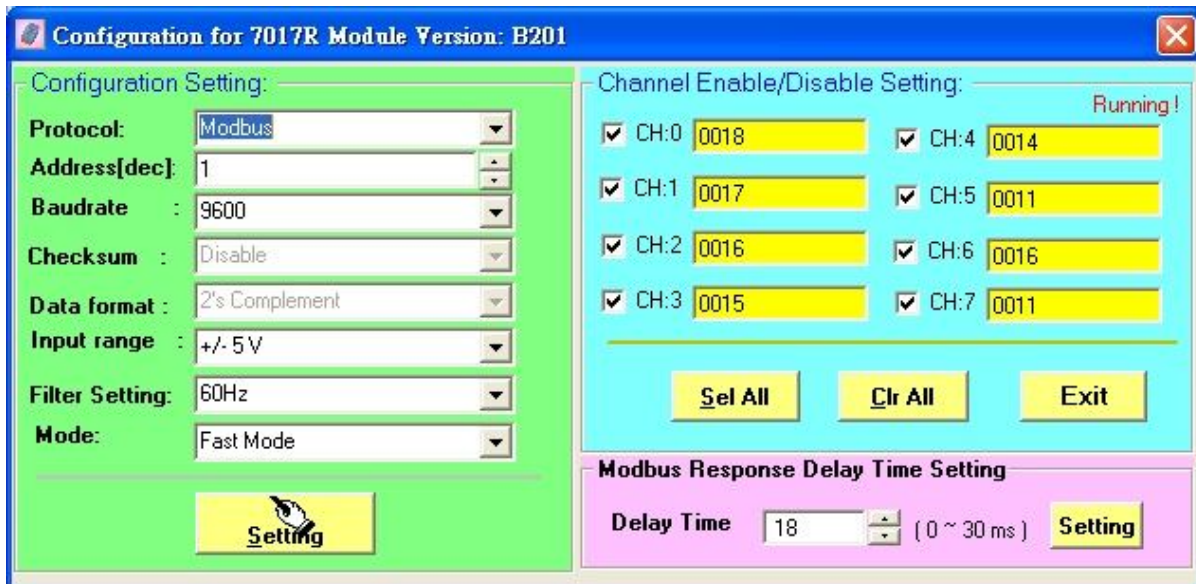 Configuration for 7017R Module Version: B201
Configuration Setting:
Protocol: Modbus
Address[dec]: 1
Baudrate : 9600
Checksum : Disable
Data format : 2's Complement
Input range : +/- 5 V
Filter Setting: 60Hz
Mode: Fast Mode
Setting
Channel Enable/Disable Setting:
Running !
CH:0 0018 CH:4 0014
CH:1 0017 CH:5 0011
CH:2 0016 CH:6 0016
CH:3 0015 CH:7 0011
Sel All Clr All Exit
Modbus Response Delay Time Setting
Delay Time 18 ( 0 ~ 30 ms ) Setting